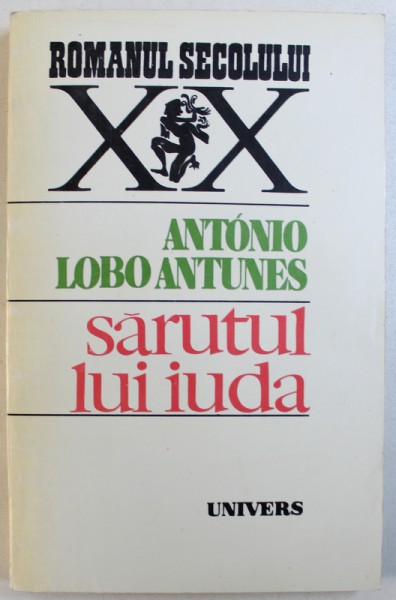 ROMANUL SECOLULUI
XX
ANTÓNIO
LOBO ANTUNES
sărutul
lui iuda
UNIVERS